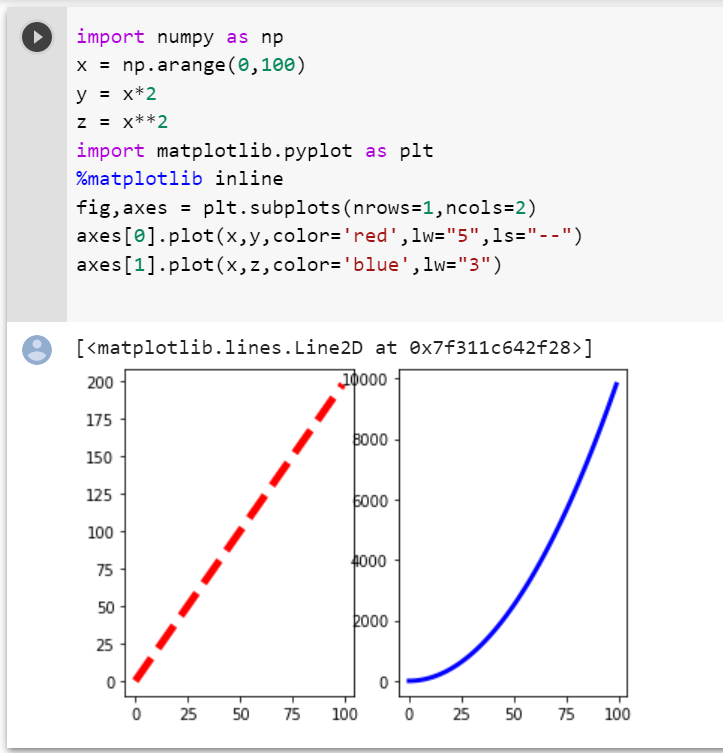 import numpy as np
x = np.arange(0,100)
y = x*2
z = x**2
import matplotlib.pyplot as plt
%matplotlib inline
fig,axes = plt.subplots(nrows=1,ncols=2)
axes[0].plot(x,y,color='red',lw="5",ls="--")
axes[1].plot(x,z,color='blue',lw="3")
[<matplotlib.lines.Line2D at 0x7f311c642f28>]
200
175
150
125
100
75
50
25
0
0 25 50 75 100
10000
8000
6000
4000
2000
0
0 25 50 75 100